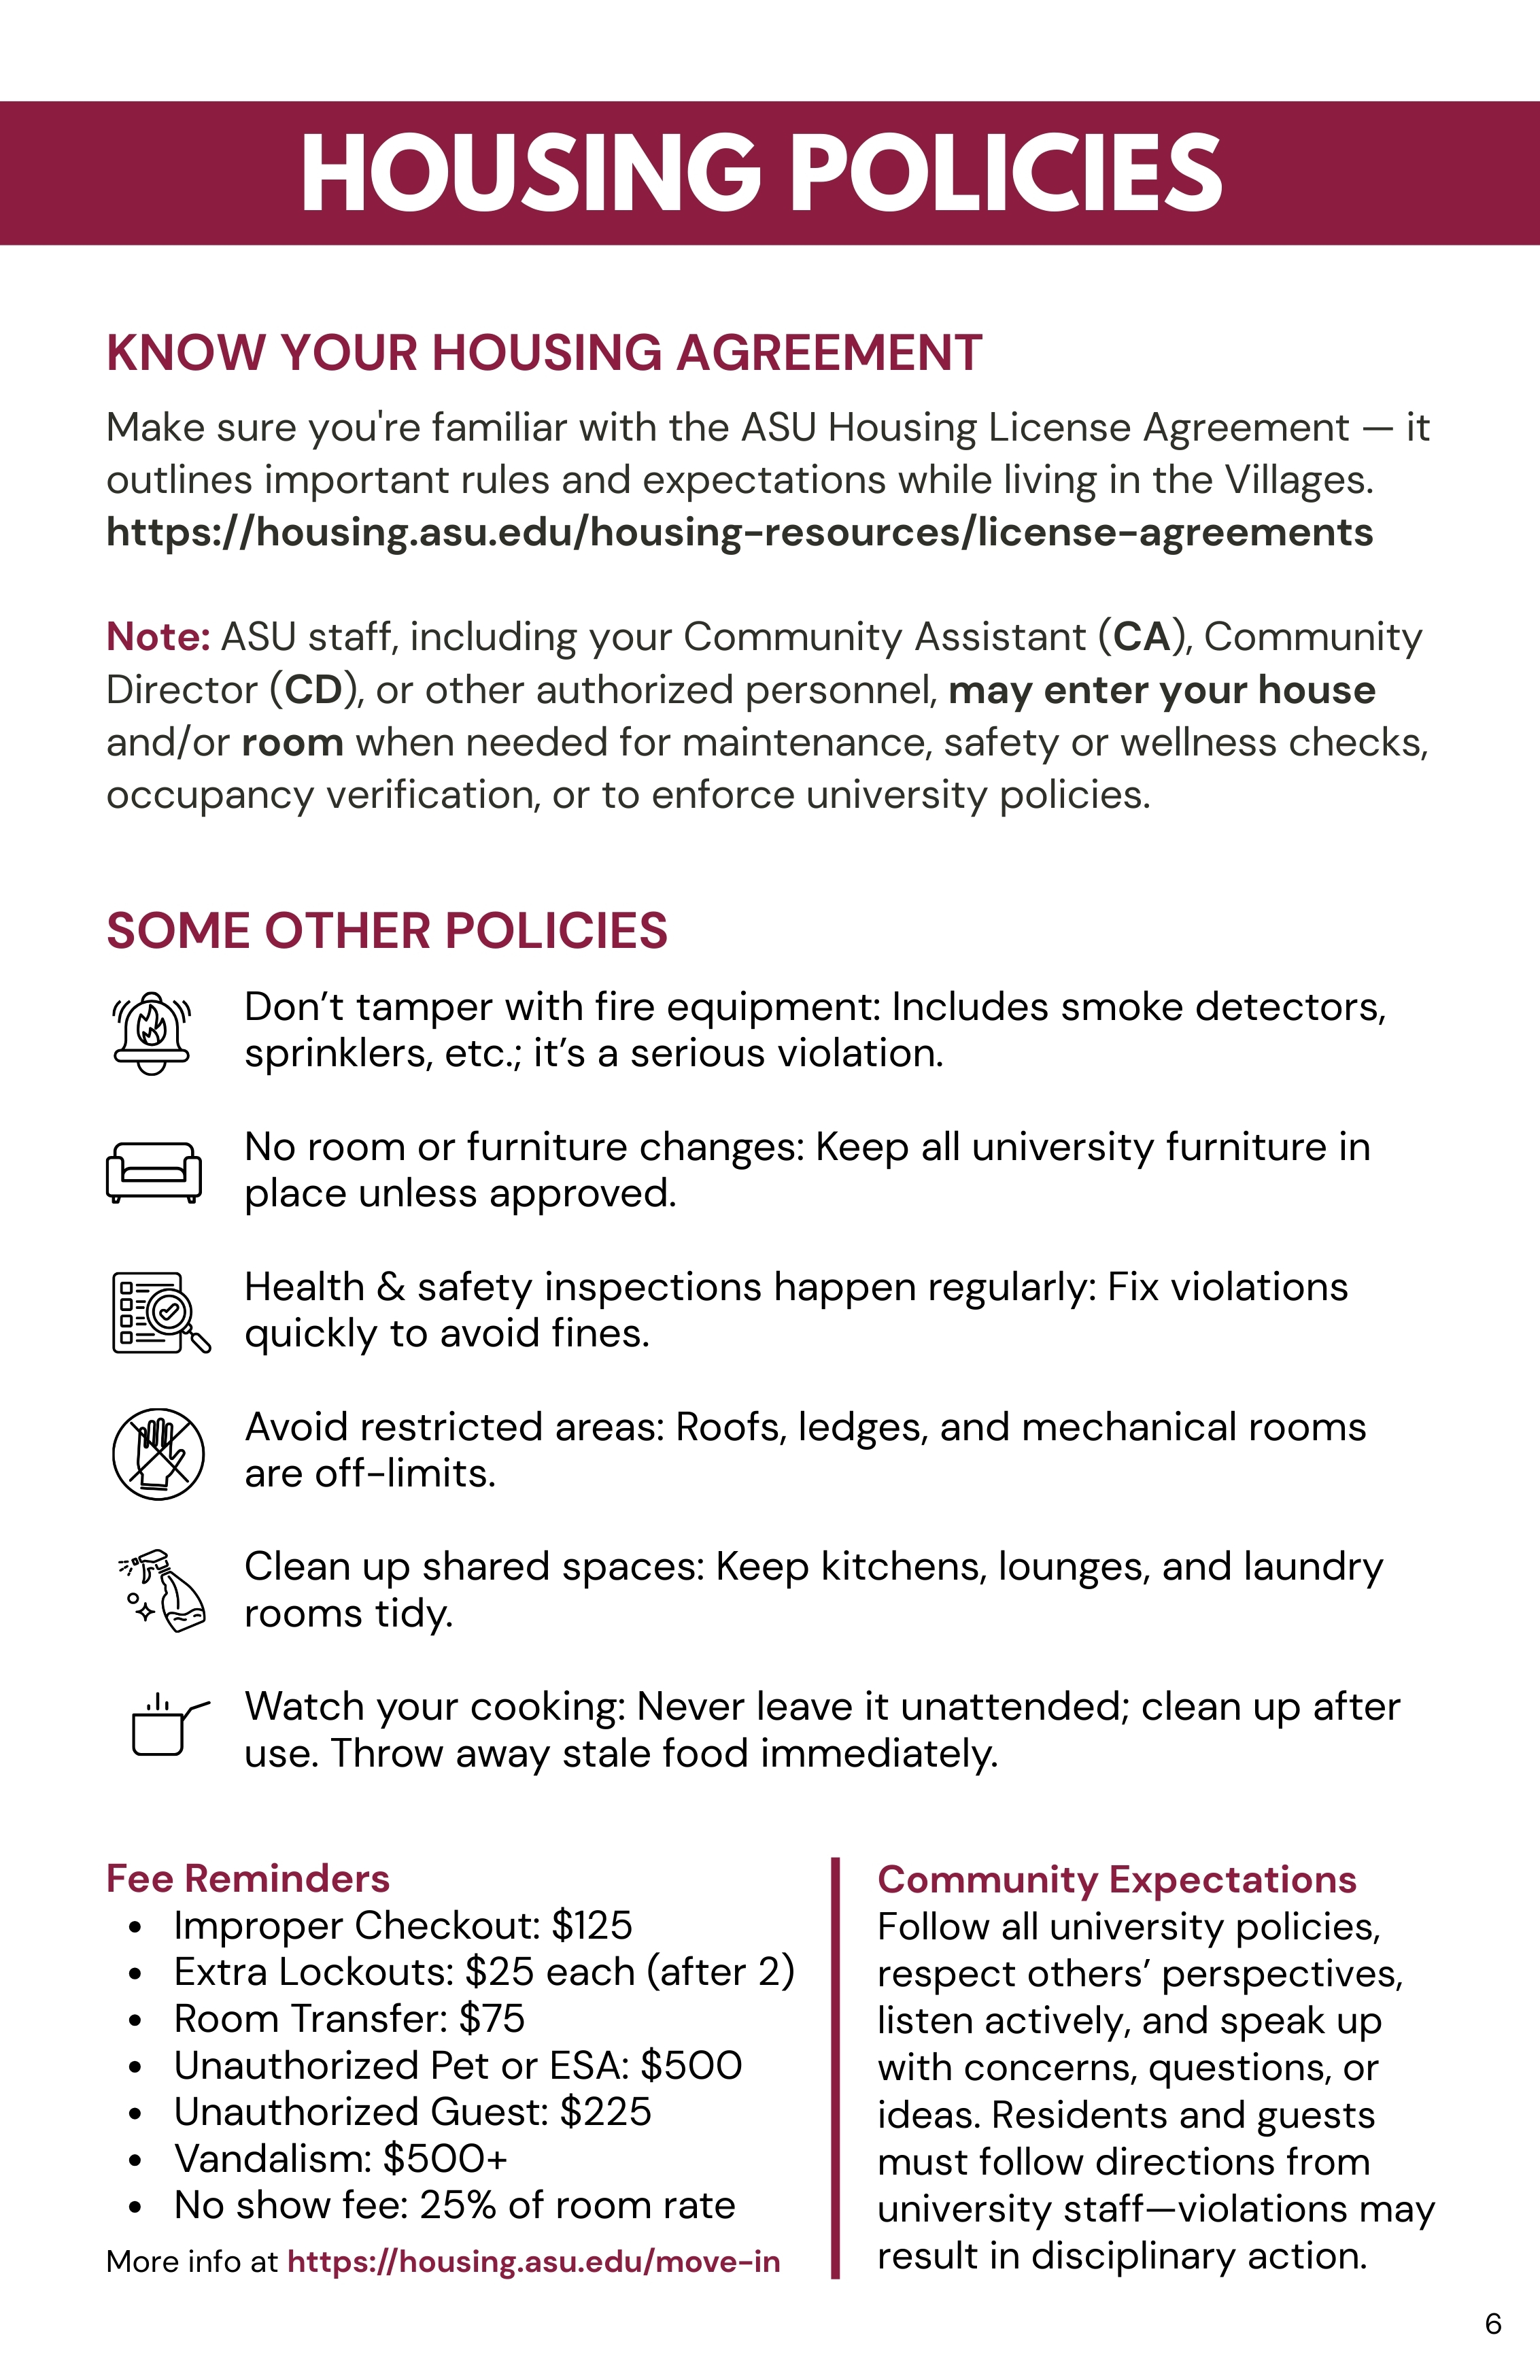 HOUSING POLICIES
KNOW YOUR HOUSING AGREEMENT
Make sure you're familiar with the ASU Housing License Agreement — it
outlines important rules and expectations while living in the Villages.
https://housing.asu.edu/housing-resources/license-agreements
Note: ASU staff, including your Community Assistant (CA), Community
Director (CD), or other authorized personnel, may enter your house
and/or room when needed for maintenance, safety or wellness checks,
occupancy verification, or to enforce university policies.
SOME OTHER POLICIES
Don’t tamper with fire equipment: Includes smoke detectors,
sprinklers, etc.; it’s a serious violation.
No room or furniture changes: Keep all university furniture in
place unless approved.
Health & safety inspections happen regularly: Fix violations
quickly to avoid fines.
Avoid restricted areas: Roofs, ledges, and mechanical rooms
are off-limits.
Clean up shared spaces: Keep kitchens, lounges, and laundry
rooms tidy.
Watch your cooking: Never leave it unattended; clean up after
use. Throw away stale food immediately.
Fee Reminders
• Improper Checkout: $125
• Extra Lockouts: $25 each (after 2)
• Room Transfer: $75
• Unauthorized Pet or ESA: $500
• Unauthorized Guest: $225
• Vandalism: $500+
• No show fee: 25% of room rate
More info at https://housing.asu.edu/move-in
Community Expectations
Follow all university policies,
respect others’ perspectives,
listen actively, and speak up
with concerns, questions, or
ideas. Residents and guests
must follow directions from
university staff—violations may
result in disciplinary action.
6